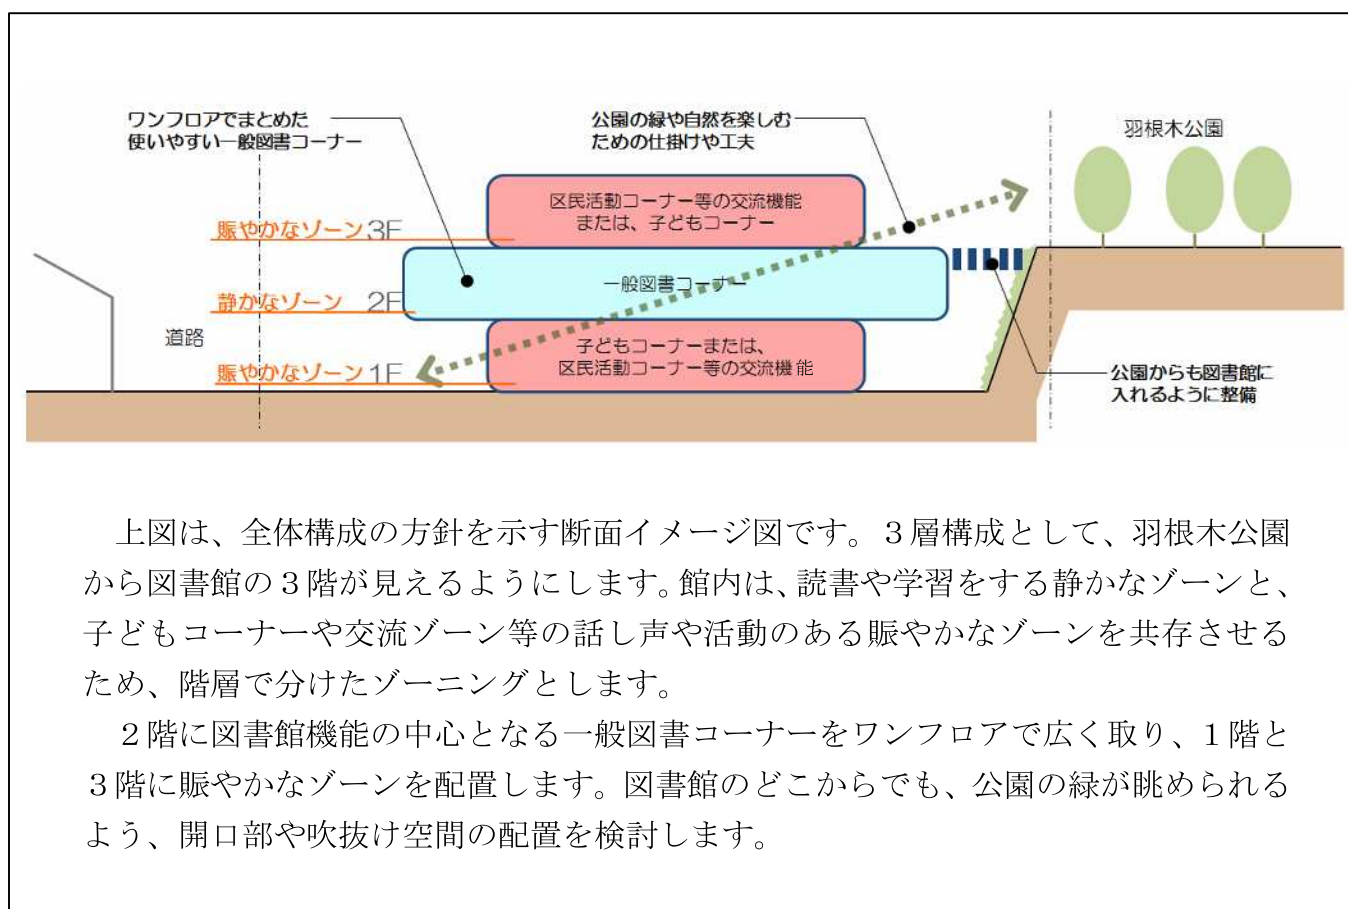 ワンフロアでまとめた
使いやすい一般図書コーナー
公園の緑や自然を楽しむ
ための仕掛けや工夫
羽根木公園
区民活動コーナー等の交流機能
または、子どもコーナー
賑やかなゾーン 3F
一般図書コーナー
静かなゾーン 2F
道路
子どもコーナーまたは、
区民活動コーナー等の交流機能
賑やかなゾーン 1F
公園からも図書館に
入れるように整備
上図は、全体構成の方針を示す断面イメージ図です。３層構成として、羽根木公園
から図書館の３階が見えるようにします。館内は、読書や学習をする静かなゾーンと、
子どもコーナーや交流ゾーン等の話し声や活動のある賑やかなゾーンを共存させる
ため、階層で分けたゾーニングとします。
２階に図書館機能の中心となる一般図書コーナーをワンフロアで広く取り、１階と
３階に賑やかなゾーンを配置します。図書館のどこからでも、公園の緑が眺められる
よう、開口部や吹抜け空間の配置を検討します。